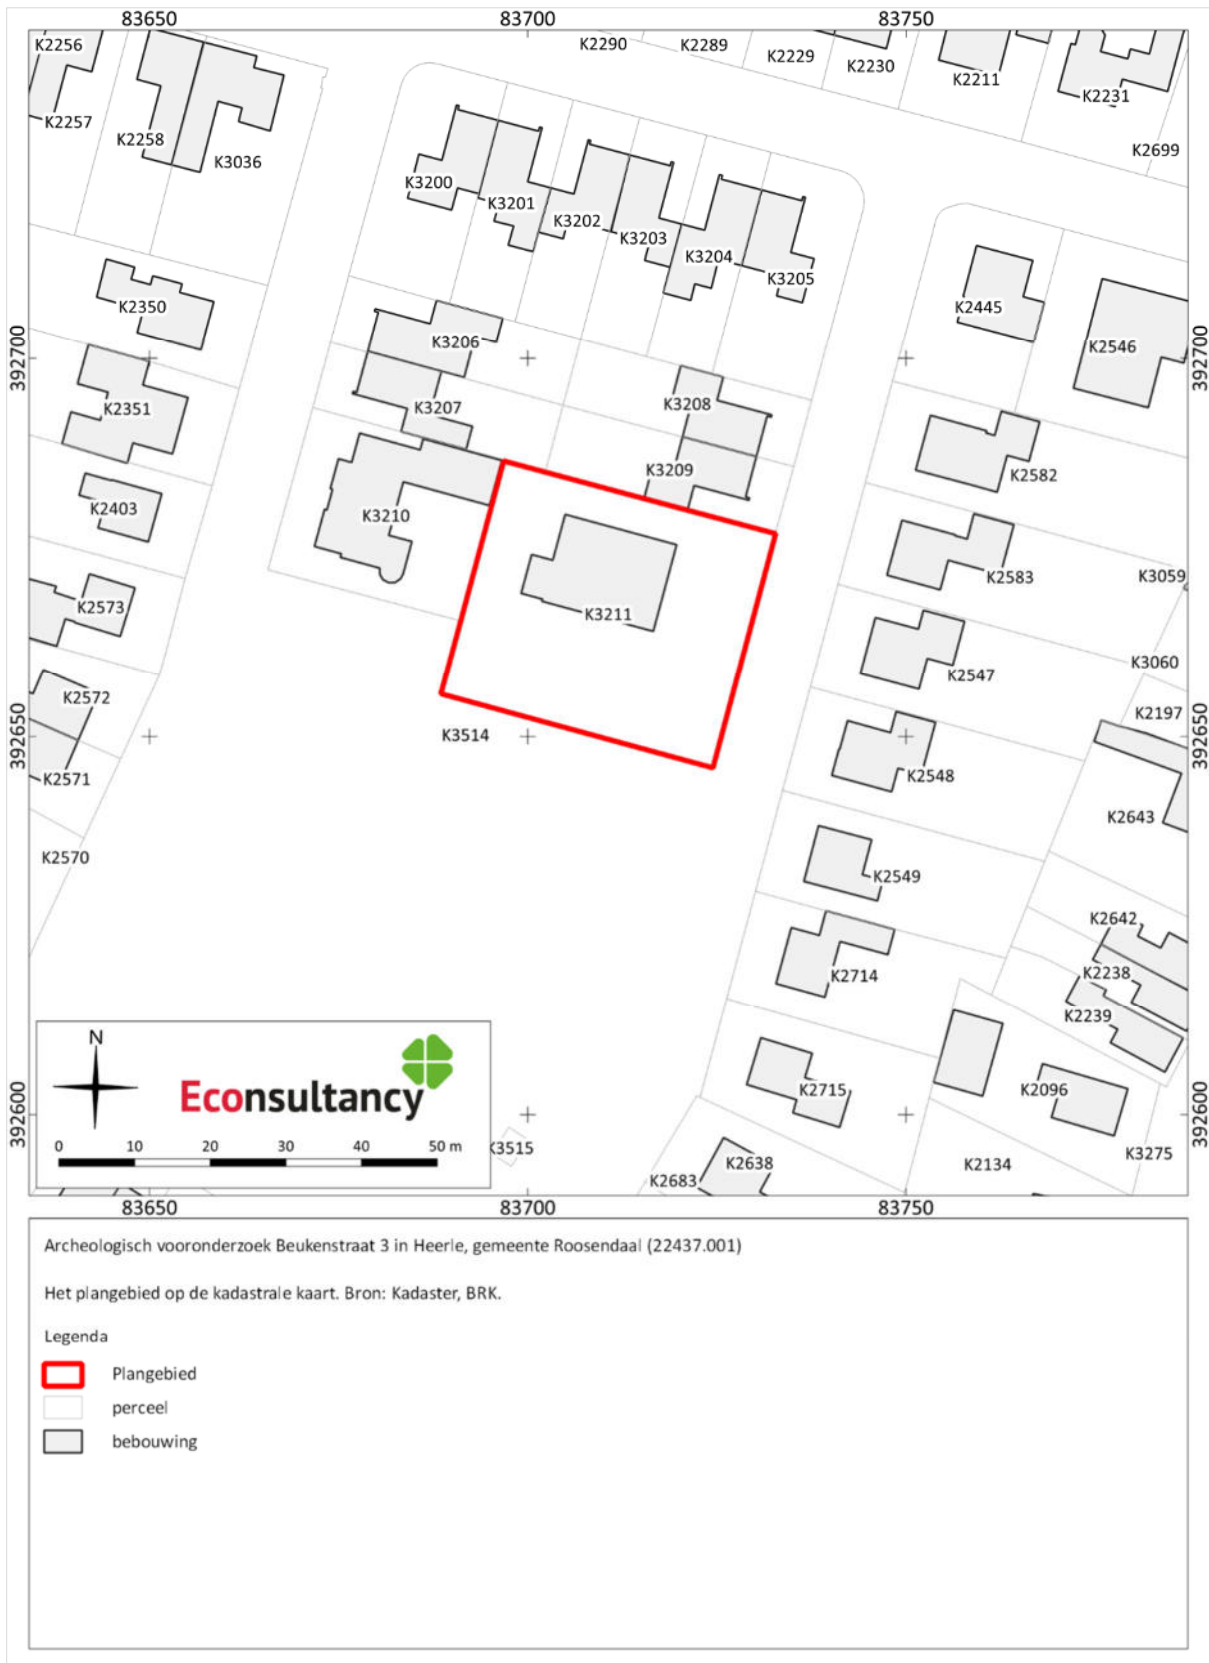 83650 83700 83750
K2256 K2290 K2289 K2229 K2230 K2211 K2231
K2257 K2258 K3036 K2699
K3200 K3201 K3202 K3203 K3204 K3205
K2350 K2445 K2546
392700 K3206 392700
K2351 K3207 K3208
K3209 K2582
K2403 K3210 K2583 K3059
K2573 K3211
K2547 K3060
K2572 K2197
392650 K3514 392650
K2571 K2548
K2643
K2570 K2549
K2642
K2714 K2238
K2239
N
Econsultancy
K2715 K2096
392600 392600
0 10 20 30 40 50 m
K3515 K2638 K2134 K3275
K2683
83650 83700 83750
Archeologisch vooronderzoek Beukenstraat 3 in Heerle, gemeente Roosendaal (22437.001)
Het plangebied op de kadastrale kaart. Bron: Kadaster, BRK.
Legenda
Plangebied
perceel
bebouwing